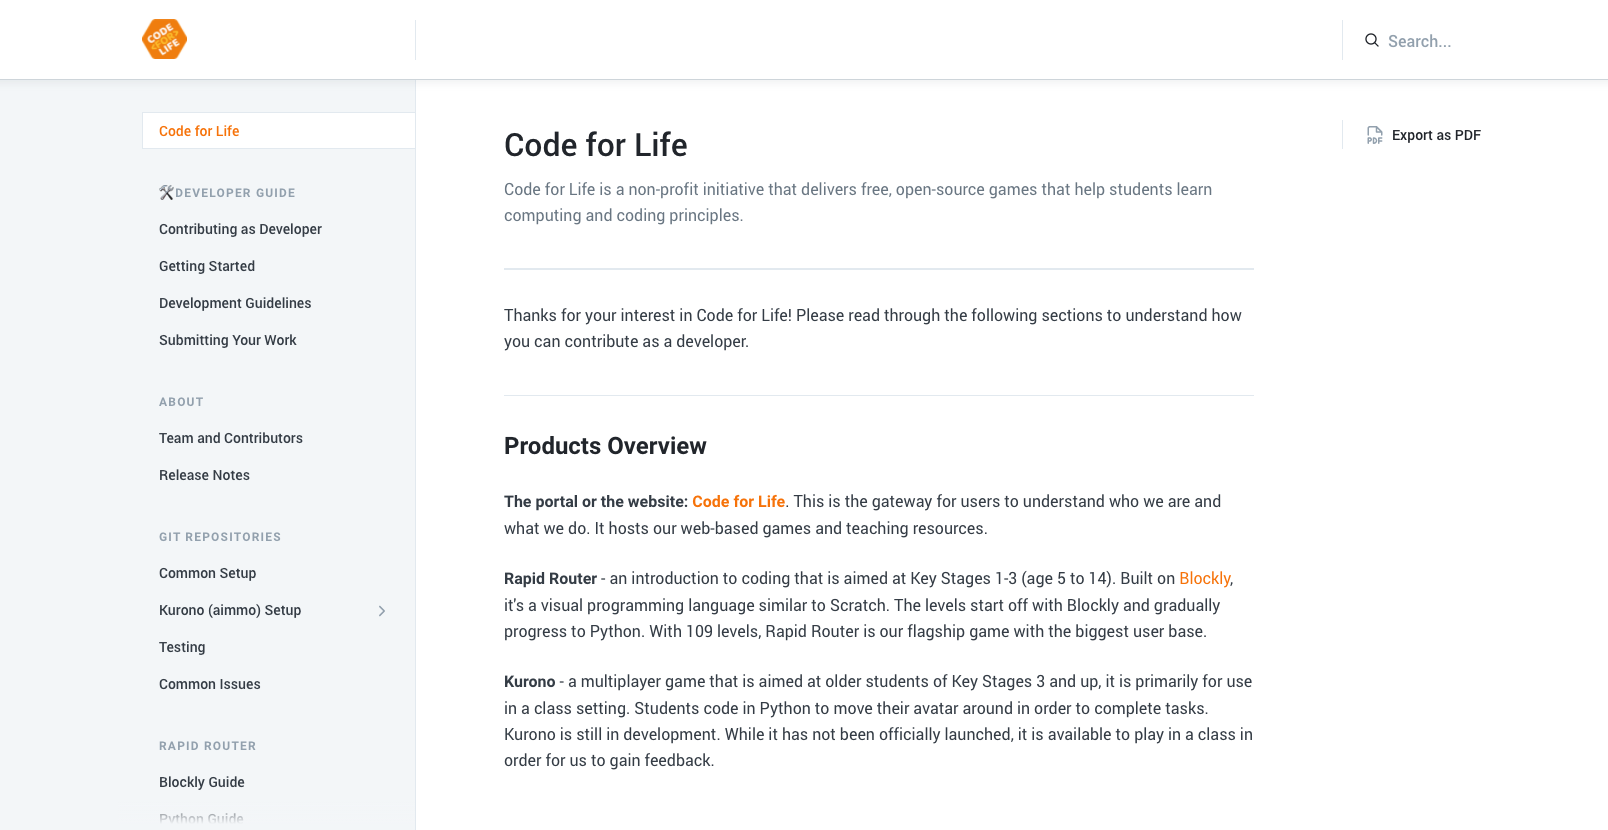 CODE
FOR
LIFE
Search...
Code for Life
DEVELOPER GUIDE
Contributing as Developer
Getting Started
Development Guidelines
Submitting Your Work
ABOUT
Team and Contributors
Release Notes
GIT REPOSITORIES
Common Setup
Kurono (aimmo) Setup
Testing
Common Issues
RAPID ROUTER
Blockly Guide
Python Guide
Code for Life
Code for Life is a non-profit initiative that delivers free, open-source games that help students learn
computing and coding principles.
Thanks for your interest in Code for Life! Please read through the following sections to understand how
you can contribute as a developer.
Products Overview
The portal or the website: Code for Life. This is the gateway for users to understand who we are and
what we do. It hosts our web-based games and teaching resources.
Rapid Router - an introduction to coding that is aimed at Key Stages 1-3 (age 5 to 14). Built on Blockly,
it's a visual programming language similar to Scratch. The levels start off with Blockly and gradually
progress to Python. With 109 levels, Rapid Router is our flagship game with the biggest user base.
Kurono - a multiplayer game that is aimed at older students of Key Stages 3 and up, it is primarily for use
in a class setting. Students code in Python to move their avatar around in order to complete tasks.
Kurono is still in development. While it has not been officially launched, it is available to play in a class in
order for us to gain feedback.
PDF
Export as PDF